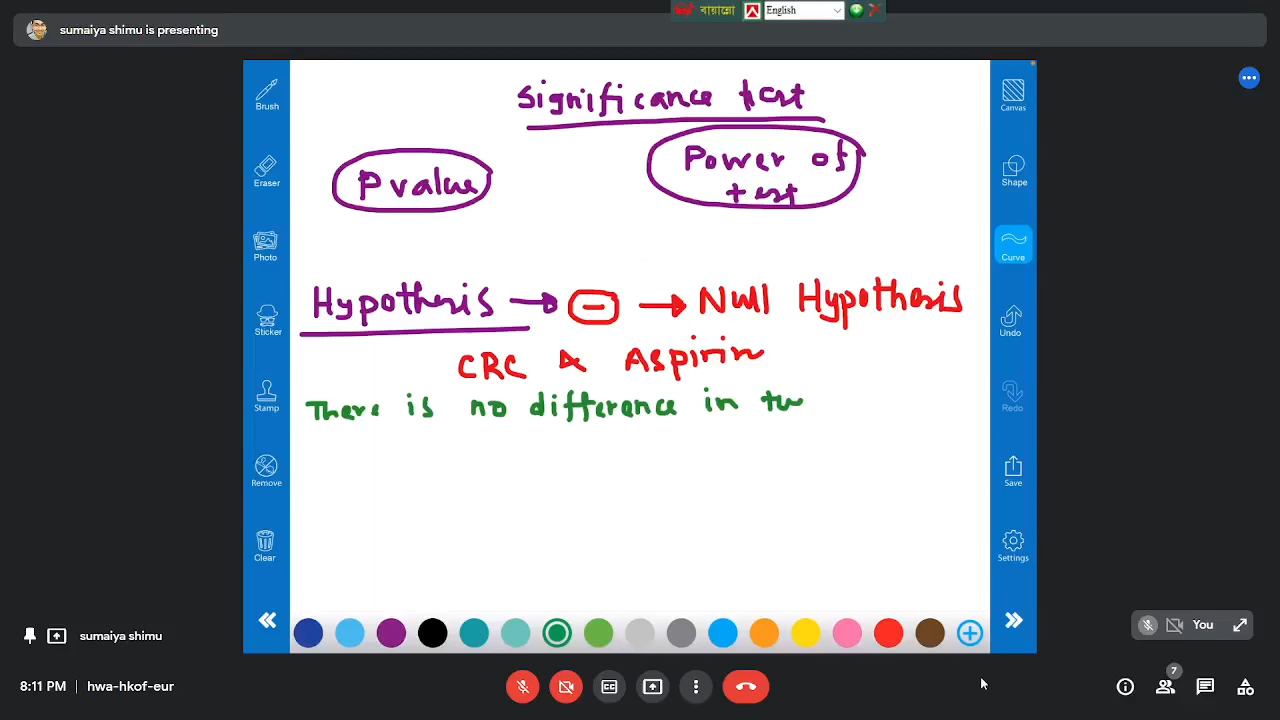 বায়ান্নো
English
sumaiya shimu is presenting
Brush
Eraser
Photo
Sticker
Stamp
Remove
Clear
Significance test
P value
Power of
test
Hypothesis → − → Null Hypothesis
CRC & Aspirin
There is no difference in tw
Canvas
Shape
Curve
Undo
Redo
Save
Settings
sumaiya shimu
You
8:11 PM | hwa-hkof-eur
7